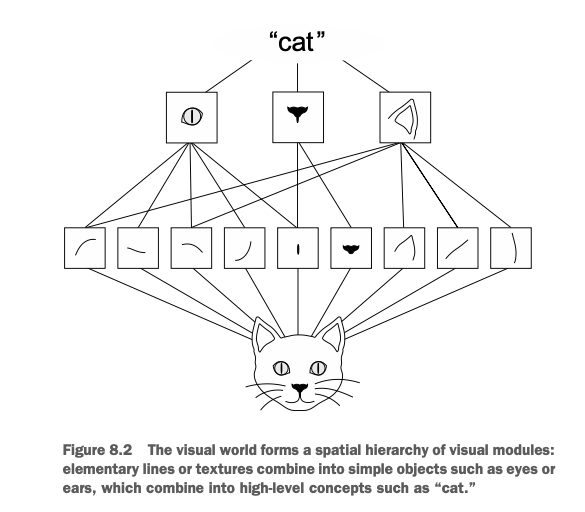 “cat”
Figure 8.2 The visual world forms a spatial hierarchy of visual modules:
elementary lines or textures combine into simple objects such as eyes or
ears, which combine into high-level concepts such as “cat.”